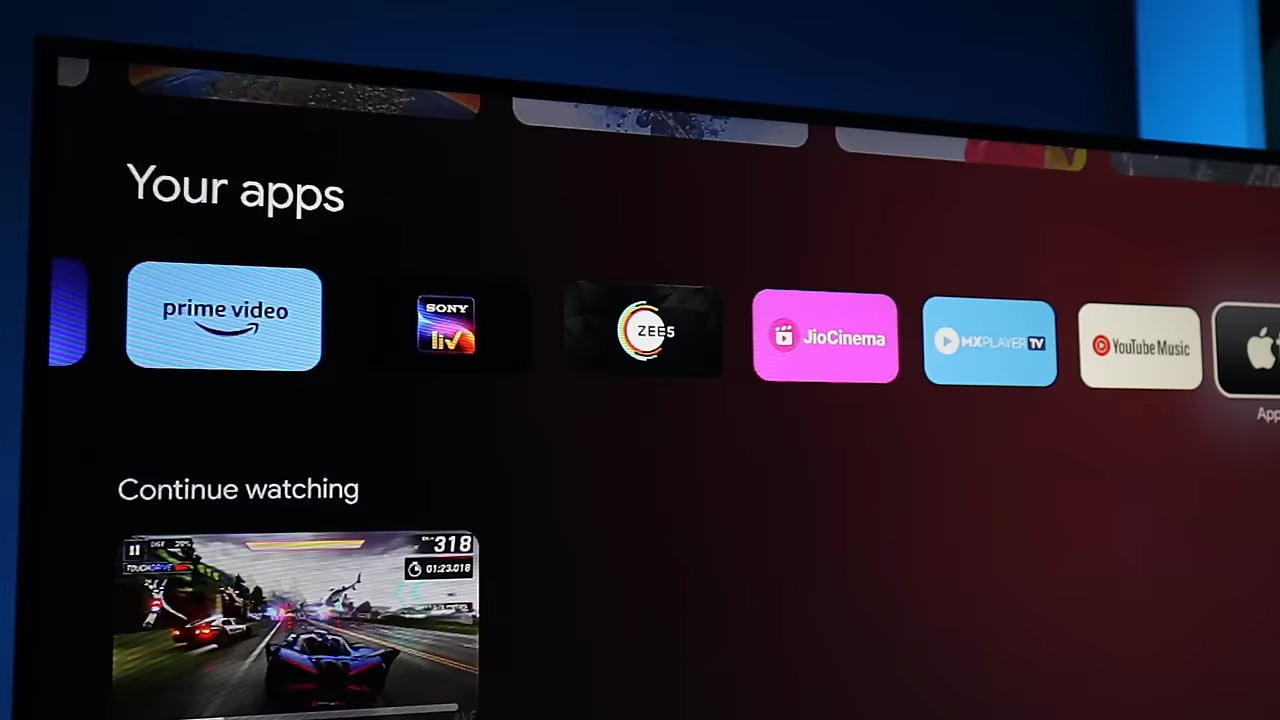 Your apps
prime video
SONY
liv
ZEE5
JioCinema
MXPLAYER TV
YouTube Music
App
Continue watching
318
TOUCHDRIVE
01:23.018